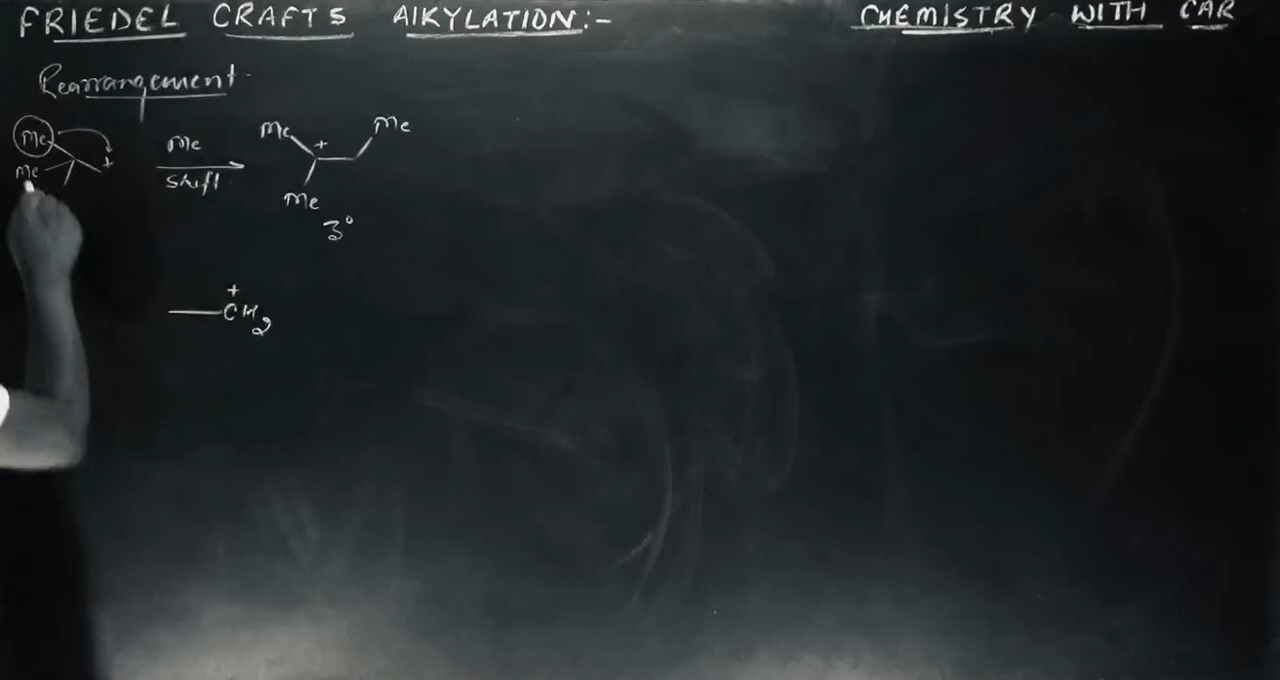 FRIEDEL CRAFTS AlKYLATION:- CHEMISTRY WITH CAR
Rearrangement
Me + Me Me + Me
Me shift Me
3°
+
CH2